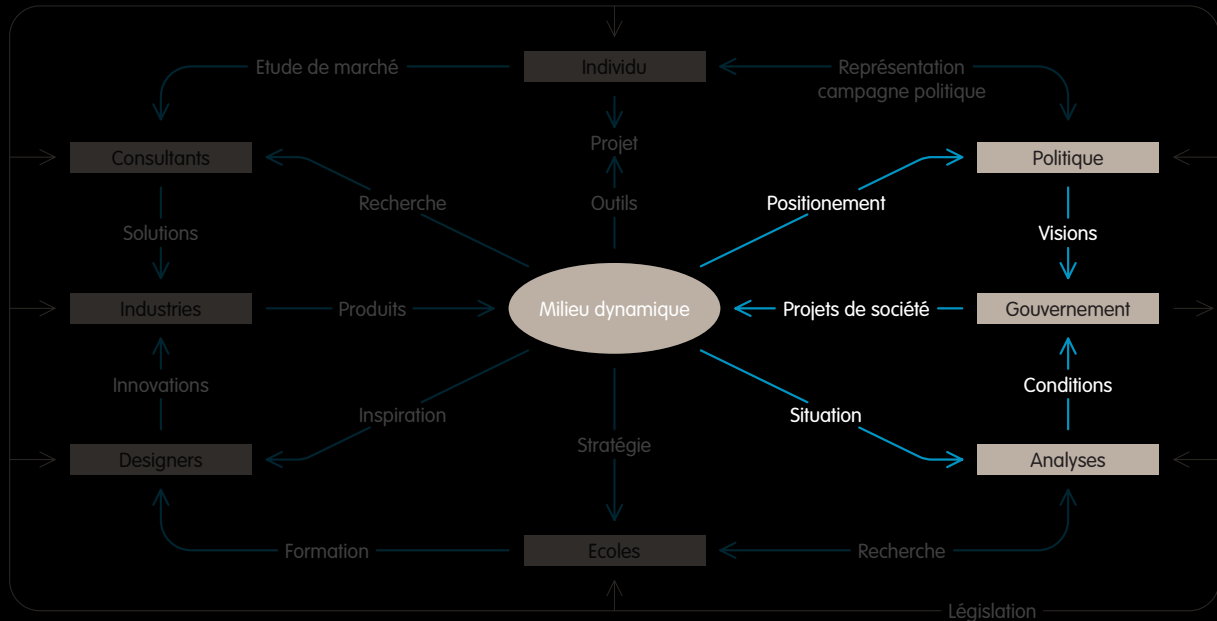 Etude de marché
Individu
Représentation
campagne politique
Consultants
Projet
Politique
Recherche
Outils
Positionement
Solutions
Visions
Industries
Produits
Milieu dynamique
Projets de société
Gouvernement
Innovations
Inspiration
Situation
Conditions
Stratégie
Designers
Analyses
Formation
Ecoles
Recherche
Législation